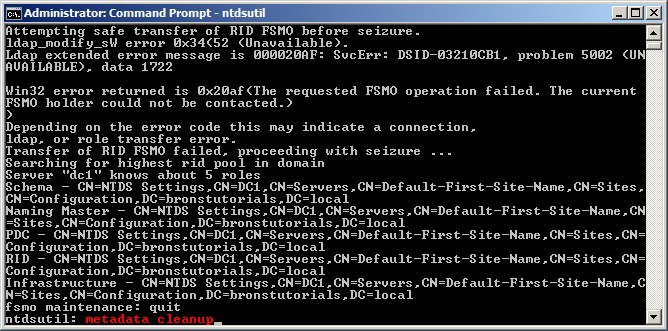 Administrator: Command Prompt - ntdsutil
Attempting safe transfer of RID FSMO before seizure.
ldap_modify_sW error 0x34(52 (Unavailable).
Ldap extended error message is 000020AF: SvcErr: DSID-03210CB1, problem 5002 (UN
AVAILABLE), data 1722
Win32 error returned is 0x20af(The requested FSMO operation failed. The current
FSMO holder could not be contacted.)
)
Depending on the error code this may indicate a connection,
ldap, or role transfer error.
Transfer of RID FSMO failed, proceeding with seizure ...
Searching for highest rid pool in domain
Server "dc1" knows about 5 roles
Schema - CN=NTDS Settings,CN=DC1,CN=Servers,CN=Default-First-Site-Name,CN=Sites,
CN=Configuration,DC=bronstutorials,DC=local
Naming Master - CN=NTDS Settings,CN=DC1,CN=Servers,CN=Default-First-Site-Name,CN
=Sites,CN=Configuration,DC=bronstutorials,DC=local
PDC - CN=NTDS Settings,CN=DC1,CN=Servers,CN=Default-First-Site-Name,CN=Sites,CN=
Configuration,DC=bronstutorials,DC=local
RID - CN=NTDS Settings,CN=DC1,CN=Servers,CN=Default-First-Site-Name,CN=Sites,CN=
Configuration,DC=bronstutorials,DC=local
Infrastructure - CN=NTDS Settings,CN=DC1,CN=Servers,CN=Default-First-Site-Name,C
N=Sites,CN=Configuration,DC=bronstutorials,DC=local
fsmo maintenance: quit
ntdsutil: metadata cleanup